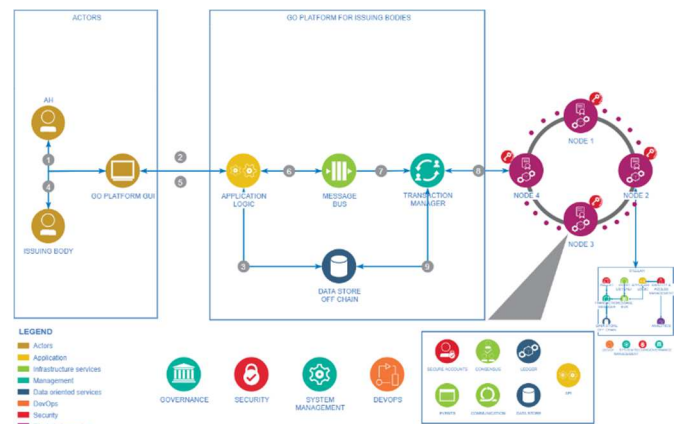 ACTORS
GO PLATFORM FOR ISSUING BODIES
AH
1
4
GO PLATFORM GUI
ISSUING BODY
2
5
APPLICATION
LOGIC
6
MESSAGE
BUS
7
TRANSACTION
MANAGER
8
3
9
DATA STORE
OFF CHAIN
NODE 1
NODE 2
NODE 3
NODE 4
LEGEND
Actors
Application
Infrastructure services
Management
Data oriented services
DevOps
Security
GOVERNANCE
SECURITY
SYSTEM
MANAGEMENT
DEVOPS
SECURE ACCOUNTS
CONSENSUS
LEDGER
EVENTS
COMMUNICATION
DATA STORE
API